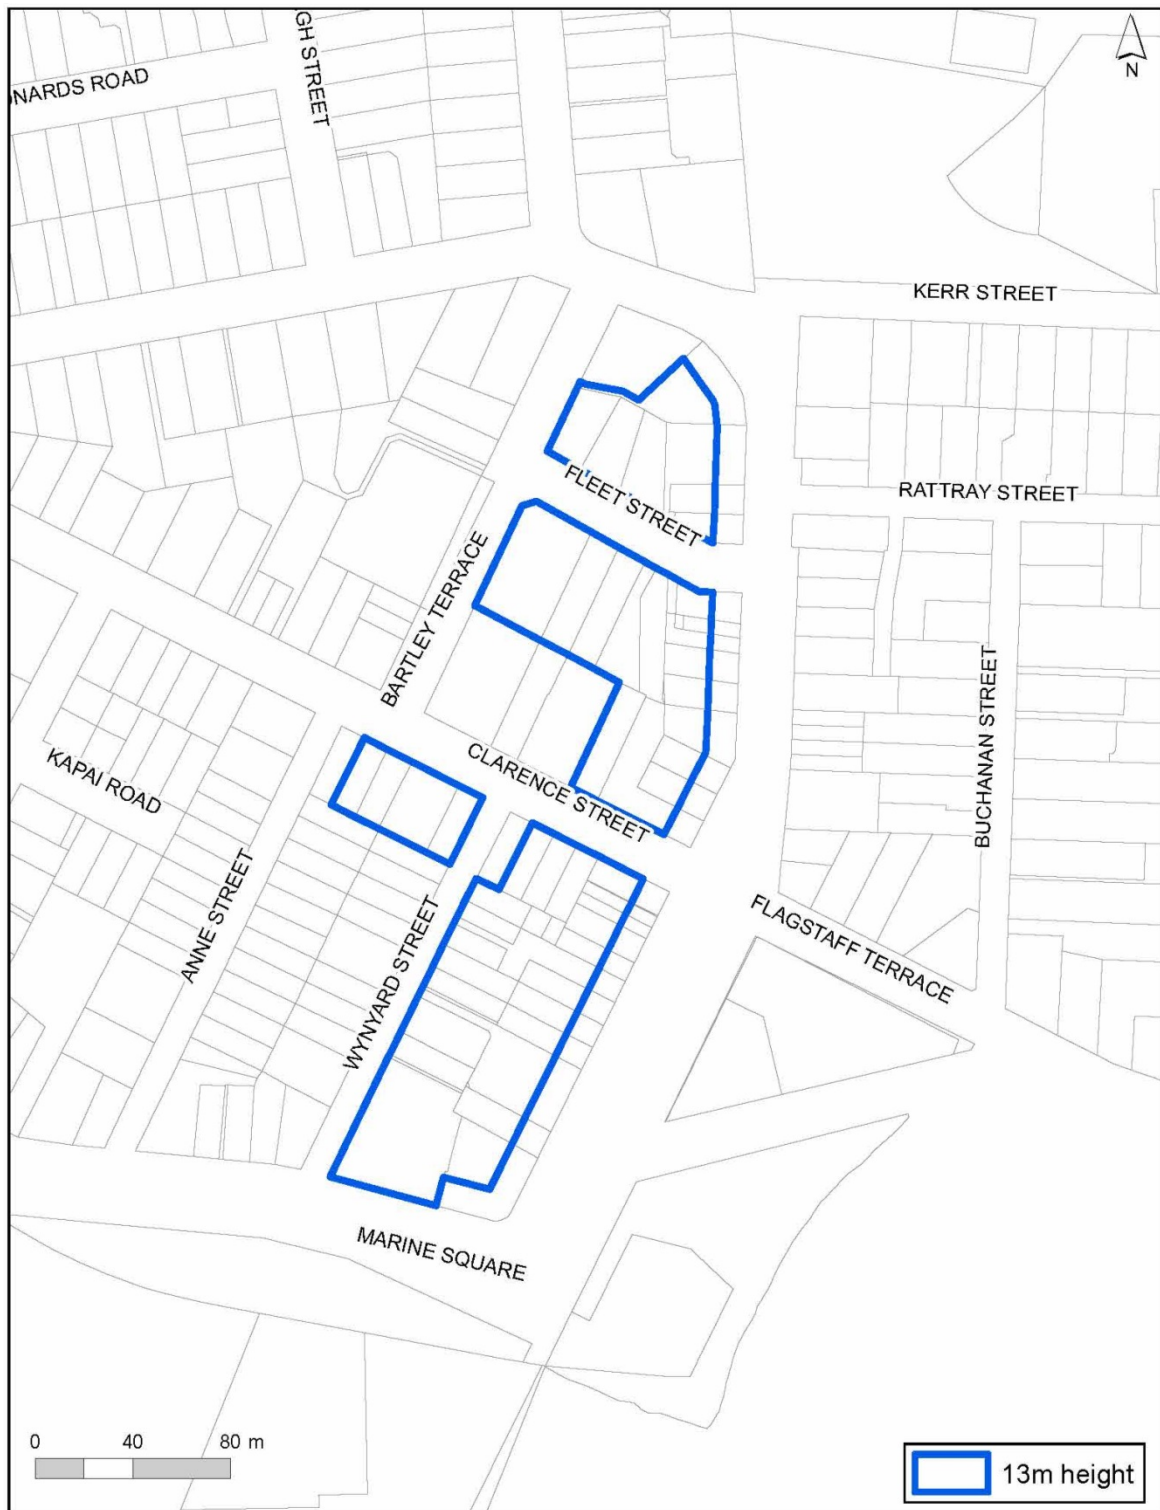 GH STREET
N
ONARDS ROAD
KERR STREET
RATTRAY STREET
FLEET STREET
BARTLEY TERRACE
BUCHANAN STREET
CLARENCE STREET
KAPAI ROAD
ANNE STREET
WYNYARD STREET
FLAGSTAFF TERRACE
MARINE SQUARE
0 40 80 m
13m height